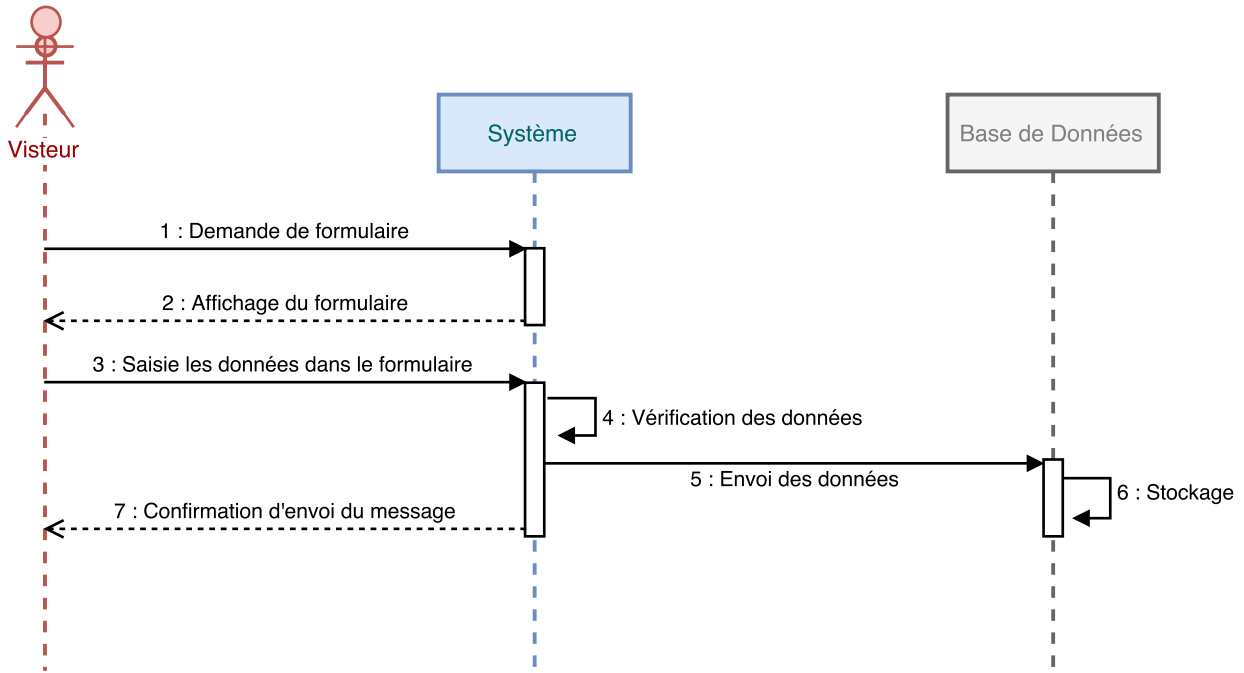 Visteur
Système
Base de Données
1 : Demande de formulaire
2 : Affichage du formulaire
3 : Saisie les données dans le formulaire
4 : Vérification des données
5 : Envoi des données
6 : Stockage
7 : Confirmation d'envoi du message